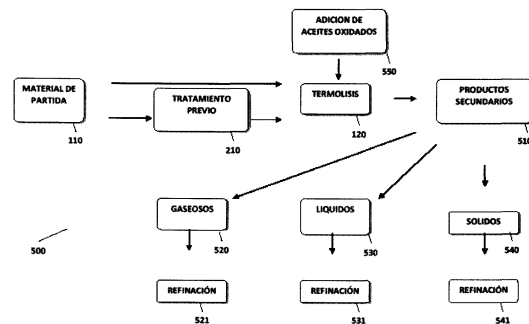 ADICION DE
ACEITES OXIDADOS
550
MATERIAL DE
PARTIDA
110
TRATAMIENTO
PREVIO
210
TERMOLISIS
120
PRODUCTOS
SECUNDARIOS
510
GASEOSOS
520
LIQUIDOS
530
SOLIDOS
540
500
REFINACIÓN
521
REFINACIÓN
531
REFINACIÓN
541